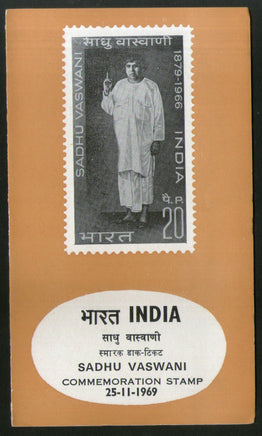 साधु वास्वाणी
SADHU VASWANI
1879-1966
INDIA
भारत
पै. P.
20
भारत INDIA
साधु वास्वाणी
स्मारक डाक-टिकट
SADHU VASWANI
COMMEMORATION STAMP
25-11-1969